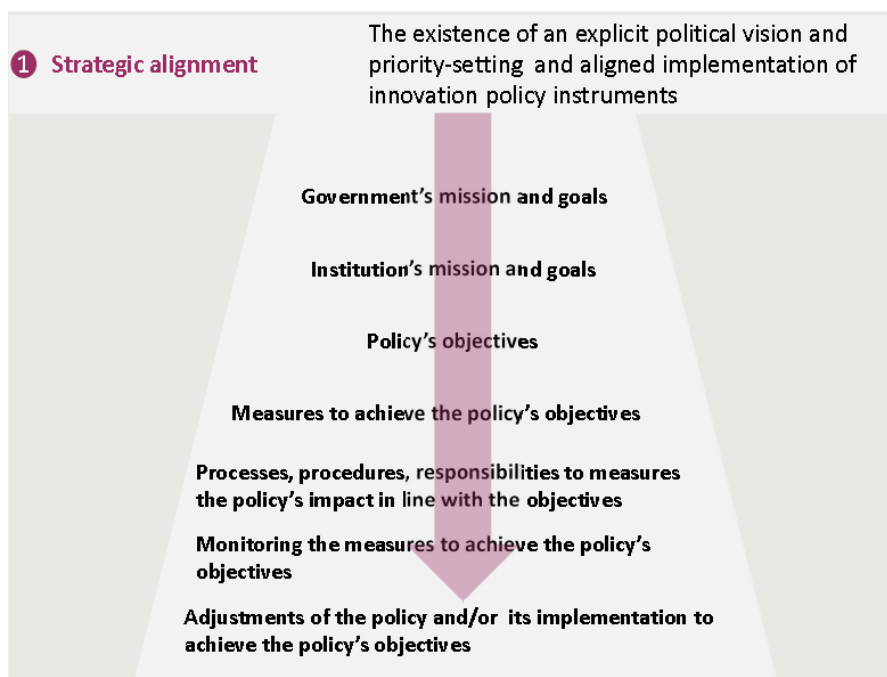 The existence of an explicit political vision and
❶ Strategic alignment
priority-setting and aligned implementation of
innovation policy instruments
Government's mission and goals
Institution's mission and goals
Policy's objectives
Measures to achieve the policy's objectives
Processes, procedures, responsibilities to measures
the policy's impact in line with the objectives
Monitoring the measures to achieve the policy's
objectives
Adjustments of the policy and/or its implementation to
achieve the policy's objectives